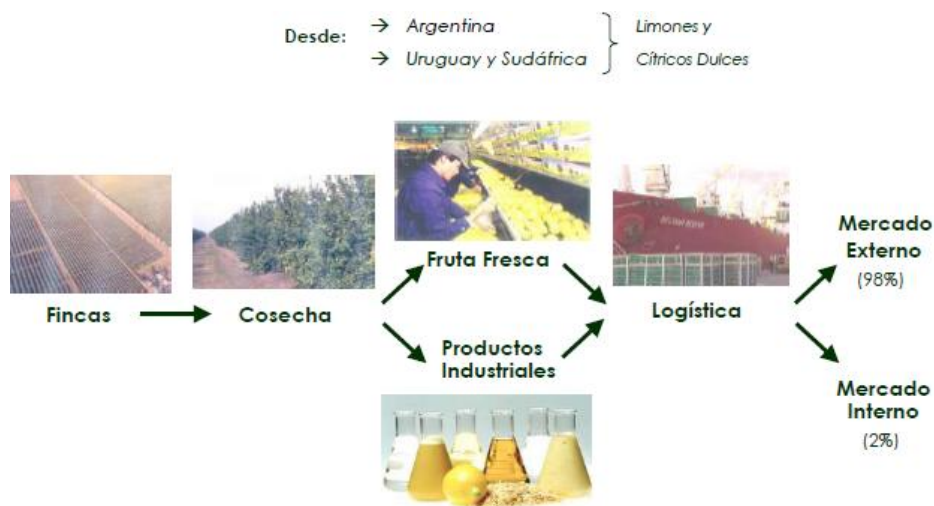 Desde:
→ Argentina
→ Uruguay y Sudáfrica
Limones y
Cítricos Dulces
Fincas
Cosecha
Fruta Fresca
Productos
Industriales
Logística
Mercado
Externo
(98%)
Mercado
Interno
(2%)